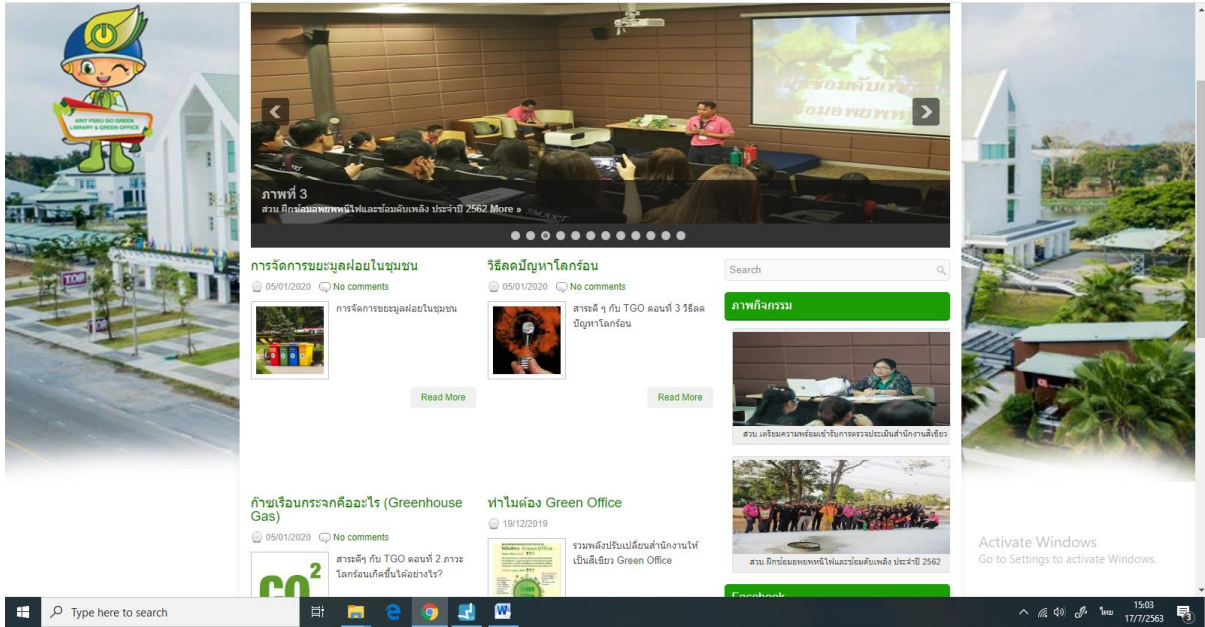 ARIT PSRU GO GREEN
LIBRARY & GREEN OFFICE
ภาพที่ 3
สวบ.ฝึกซ้อมอพยพหนีไฟและซ้อมดับเพลิง ประจำปี 2562 More »
การจัดการขยะมูลฝอยในชุมชน
05/01/2020 No comments
การจัดการขยะมูลฝอยในชุมชน
Read More
วิธีลดปัญหาโลกร้อน
05/01/2020 No comments
สาระดี ๆ กับ TGO ตอนที่ 3 วิธีลด
ปัญหาโลกร้อน
Read More
Search
ภาพกิจกรรม
สวบ.เตรียมความพร้อมเข้ารับการตรวจประเมินสำนักงานสีเขียว
สวบ.ฝึกซ้อมอพยพหนีไฟและซ้อมดับเพลิง ประจำปี 2562
Facebook
ก๊าซเรือนกระจกคืออะไร (Greenhouse
Gas)
05/01/2020 No comments
CO2
สาระดีๆ กับ TGO ตอนที่ 2 ภาวะ
โลกร้อนเกิดขึ้นได้อย่างไร?
ทำไมต้อง Green Office
19/12/2019
รวมพลังปรับเปลี่ยนสำนักงานให้
เป็นสีเขียว Green Office
Activate Windows
Go to Settings to activate Windows.
Type here to search
ไทย
15:03
17/7/2563
3